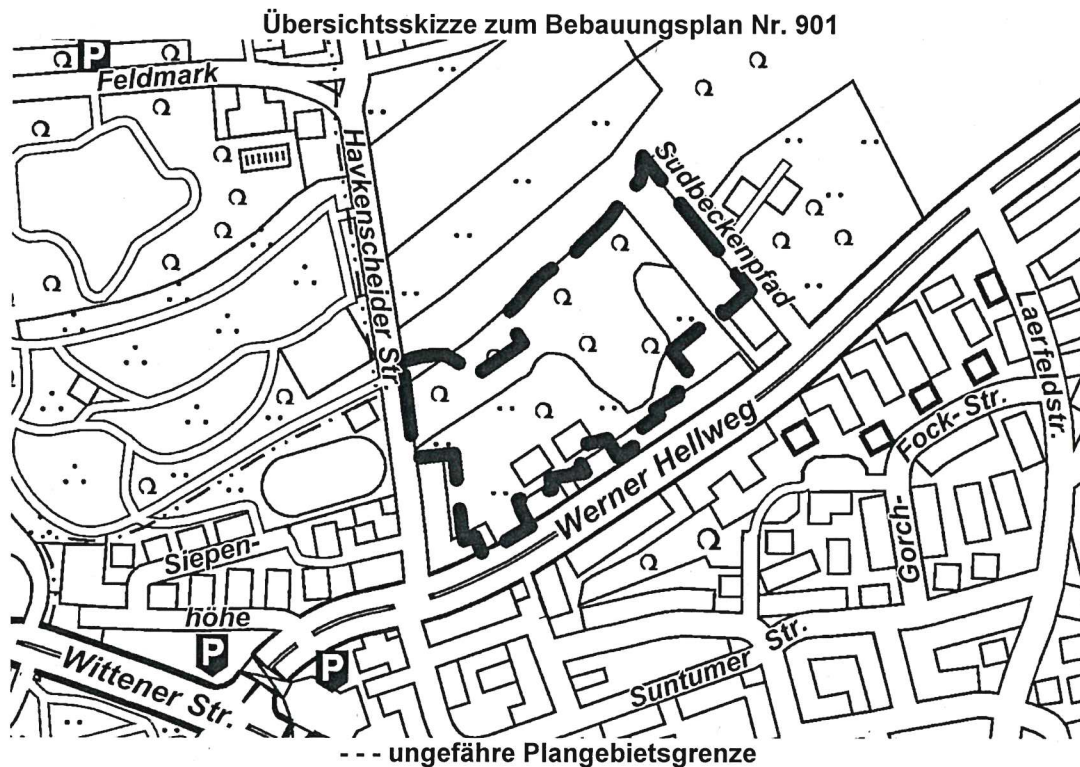 Übersichtsskizze zum Bebauungsplan Nr. 901
P
Feldmark
Havkenscheider Str.
Südbeckenpfad
Laerfeldstr.
Fock-Str.
Gorch-
Werner Hellweg
Siepen-
höhe
P
P
Wittener Str.
Suntumer Str.
--- ungefähre Plangebietsgrenze